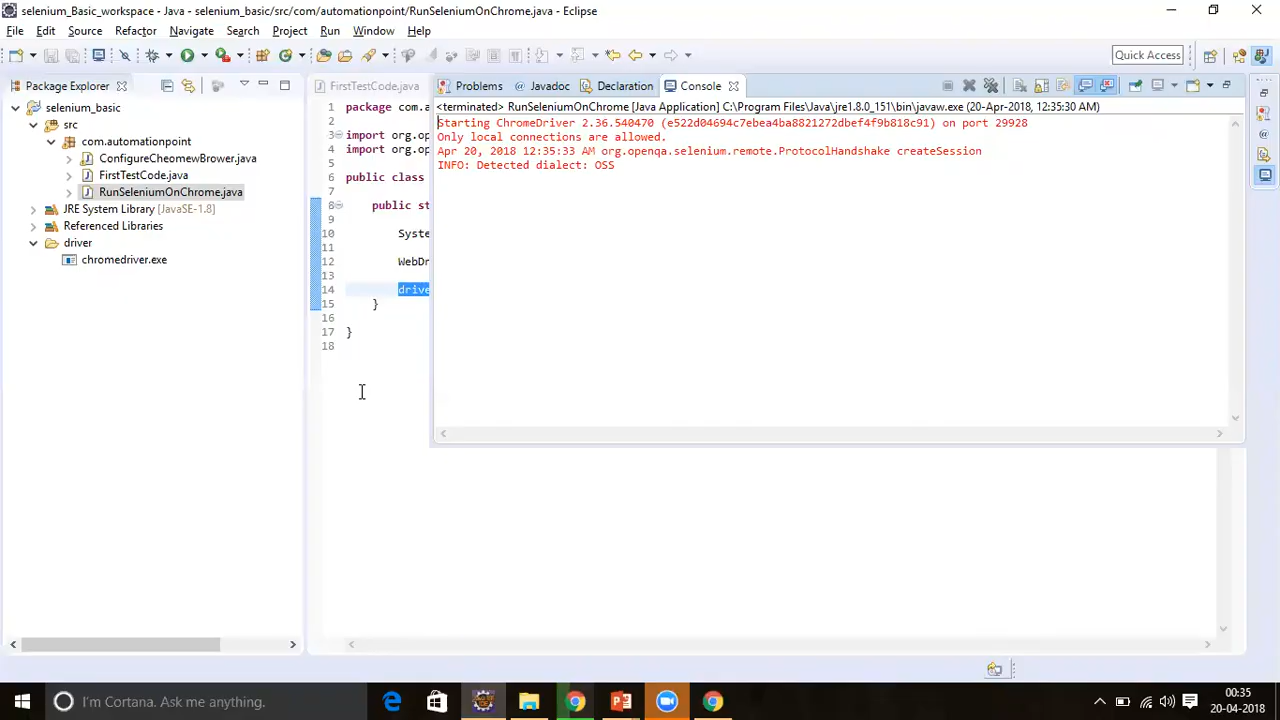 selenium_Basic_workspace - Java - selenium_basic/src/com/automationpoint/RunSeleniumOnChrome.java - Eclipse
File Edit Source Refactor Navigate Search Project Run Window Help
Quick Access
Package Explorer
selenium_basic
src
com.automationpoint
ConfigureCheomewBrower.java
FirstTestCode.java
RunSeleniumOnChrome.java
JRE System Library [JavaSE-1.8]
Referenced Libraries
driver
chromedriver.exe
FirstTestCode.java
1 package com.a
2
3 import org.op
4 import org.op
5
6 public class
7
8 public st
9
10 Syste
11
12 WebDr
13
14 drive
15 }
16
17 }
18
Problems @ Javadoc Declaration Console
<terminated> RunSeleniumOnChrome [Java Application] C:\Program Files\Java\jre1.8.0_151\bin\javaw.exe (20-Apr-2018, 12:35:30 AM)
Starting ChromeDriver 2.36.540470 (e522d04694c7ebea4ba8821272dbef4f9b818c91) on port 29928
Only local connections are allowed.
Apr 20, 2018 12:35:33 AM org.openqa.selenium.remote.ProtocolHandshake createSession
INFO: Detected dialect: OSS
I'm Cortana. Ask me anything.
00:35
20-04-2018